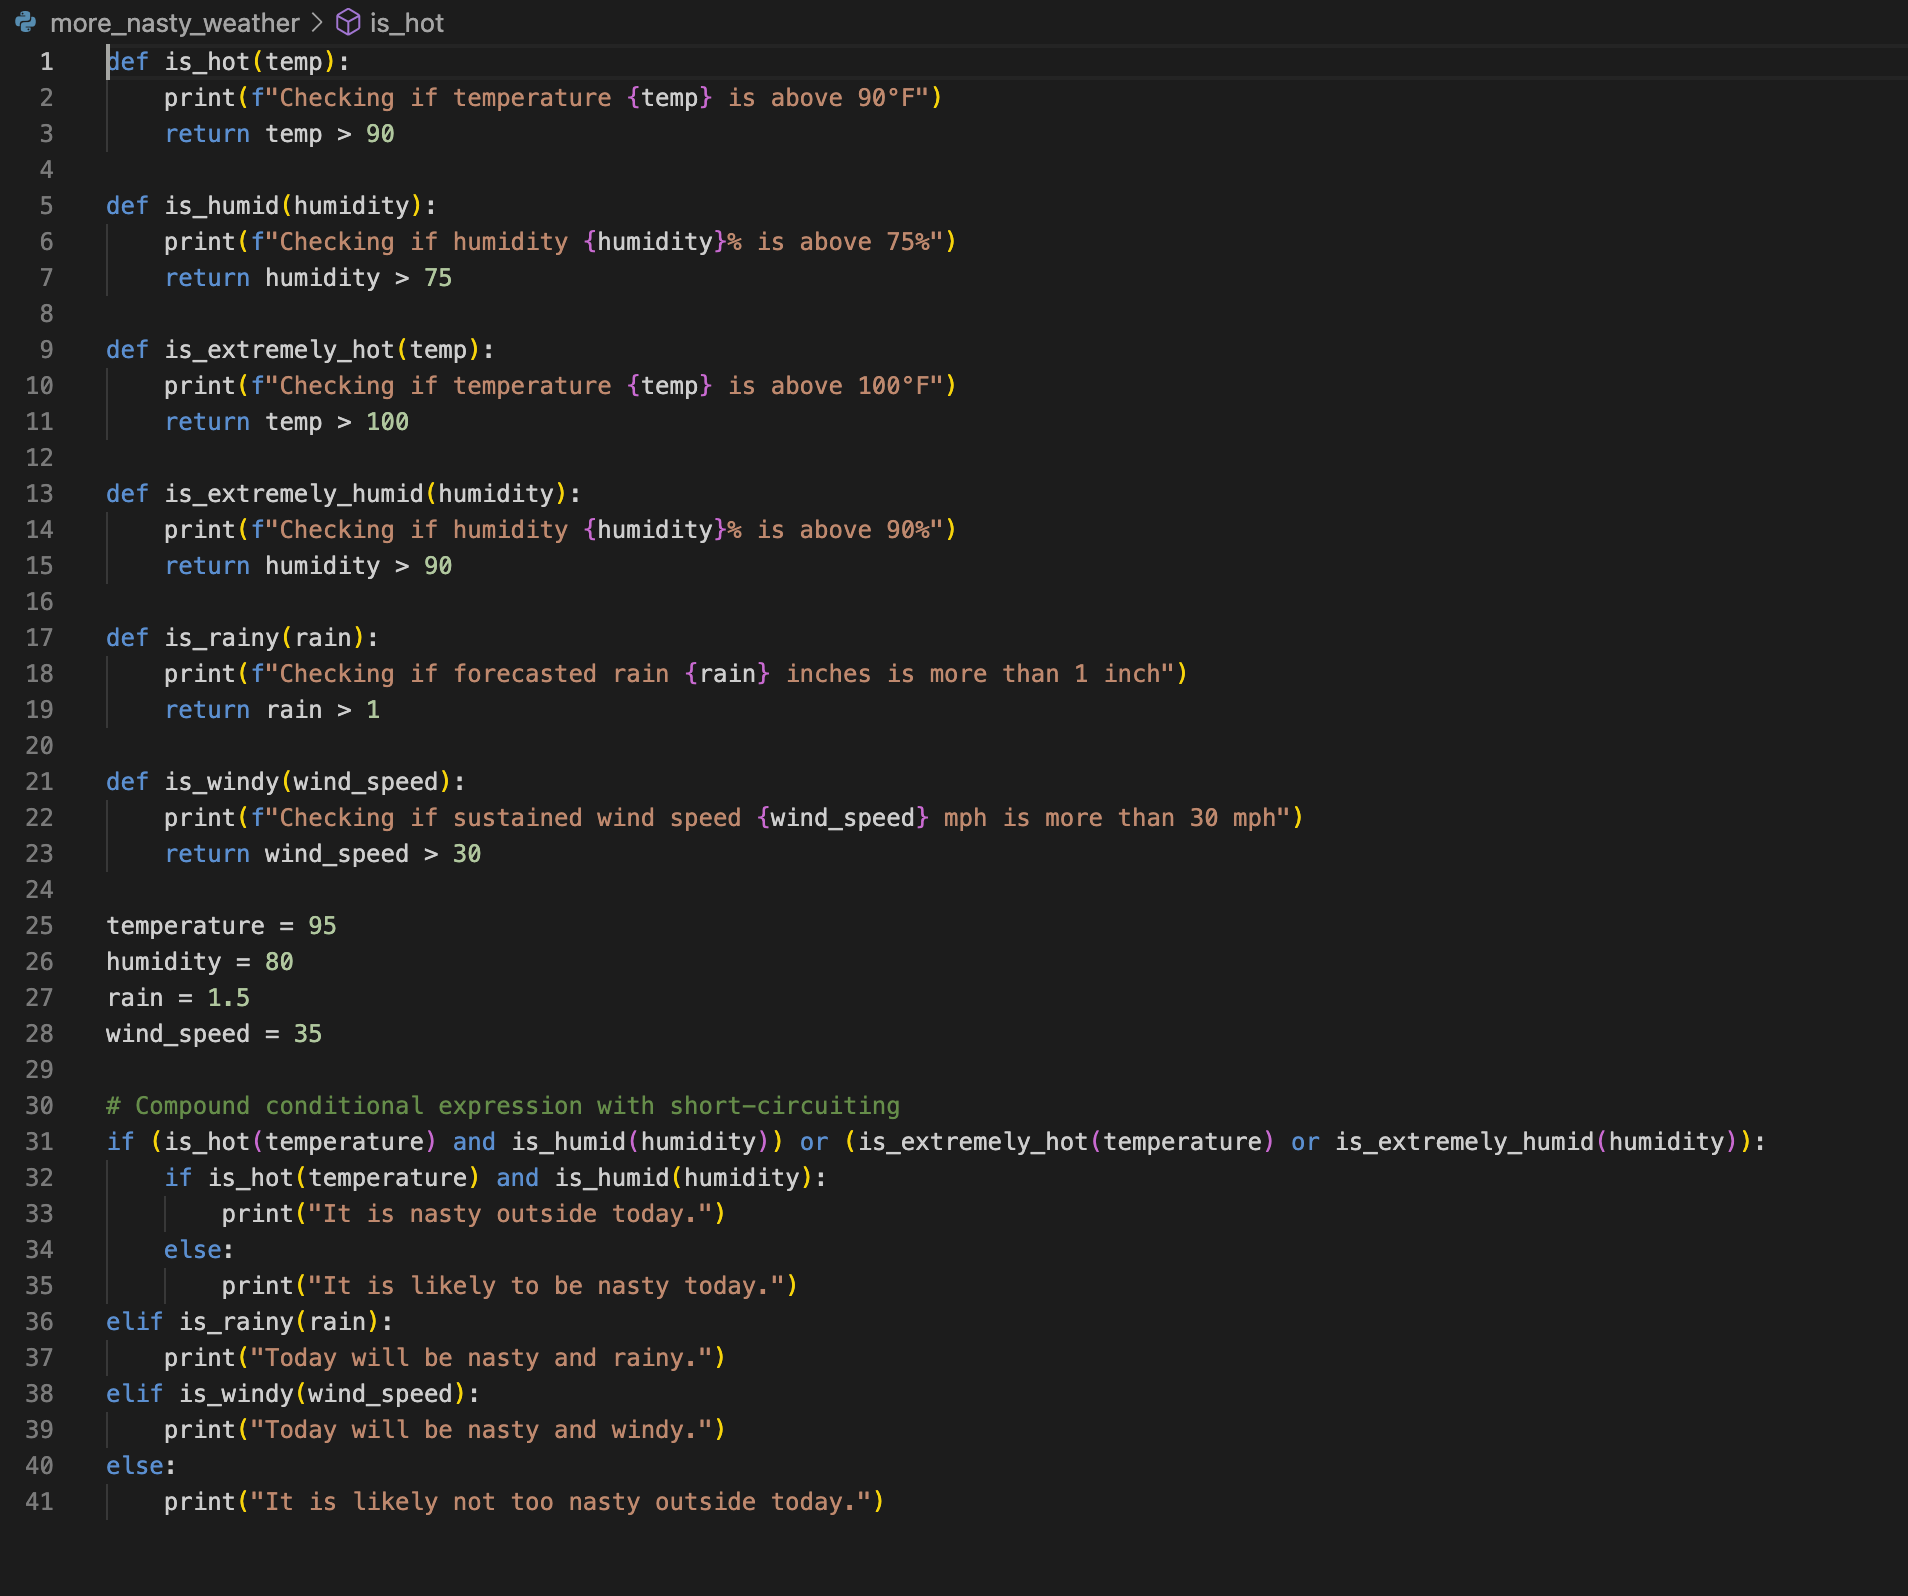 more_nasty_weather > is_hot
1 def is_hot(temp):
2     print(f"Checking if temperature {temp} is above 90°F")
3     return temp > 90
4
5 def is_humid(humidity):
6     print(f"Checking if humidity {humidity}% is above 75%")
7     return humidity > 75
8
9 def is_extremely_hot(temp):
10     print(f"Checking if temperature {temp} is above 100°F")
11     return temp > 100
12
13 def is_extremely_humid(humidity):
14     print(f"Checking if humidity {humidity}% is above 90%")
15     return humidity > 90
16
17 def is_rainy(rain):
18     print(f"Checking if forecasted rain {rain} inches is more than 1 inch")
19     return rain > 1
20
21 def is_windy(wind_speed):
22     print(f"Checking if sustained wind speed {wind_speed} mph is more than 30 mph")
23     return wind_speed > 30
24
25 temperature = 95
26 humidity = 80
27 rain = 1.5
28 wind_speed = 35
29
30 # Compound conditional expression with short-circuiting
31 if (is_hot(temperature) and is_humid(humidity)) or (is_extremely_hot(temperature) or is_extremely_humid(humidity)):
32     if is_hot(temperature) and is_humid(humidity):
33         print("It is nasty outside today.")
34     else:
35         print("It is likely to be nasty today.")
36 elif is_rainy(rain):
37     print("Today will be nasty and rainy.")
38 elif is_windy(wind_speed):
39     print("Today will be nasty and windy.")
40 else:
41     print("It is likely not too nasty outside today.")